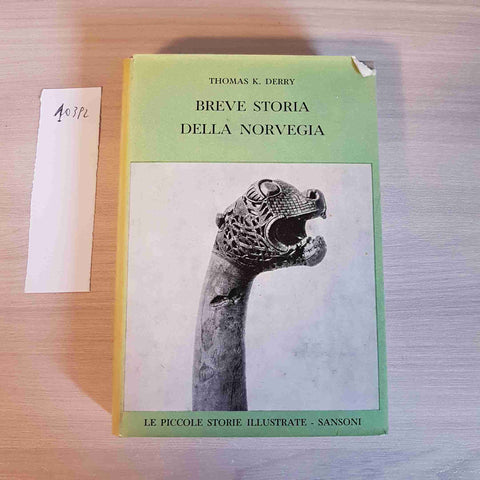 THOMAS K. DERRY
BREVE STORIA
DELLA NORVEGIA
LE PICCOLE STORIE ILLUSTRATE - SANSONI